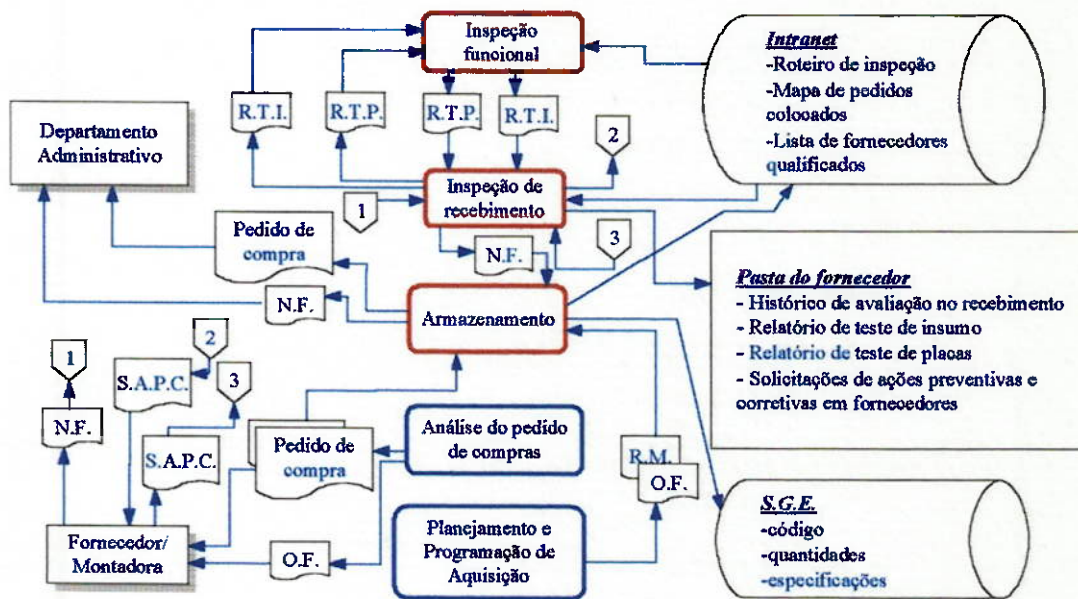 Inspeção
funcional
Intranet
-Roteiro de inspeção
-Mapa de pedidos
colocados
-Lista de fornecedores
qualificados
R.T.I.
R.T.P.
R.T.P.
R.T.I.
2
Departamento
Administrativo
Inspeção de
recebimento
1
3
Pedido de
compra
N.F.
N.F.
Armazenamento
Pasta do fornecedor
- Histórico de avaliação no recebimento
- Relatório de teste de insumo
- Relatório de teste de placas
- Solicitações de ações preventivas e
corretivas em fornecedores
1
2
3
S.A.P.C.
N.F.
S.A.P.C.
Pedido de
compra
Análise do pedido
de compras
R.M.
O.F.
Fornecedor/
Montadora
O.F.
Planejamento e
Programação de
Aquisição
S.G.E.
-código
-quantidades
-especificações